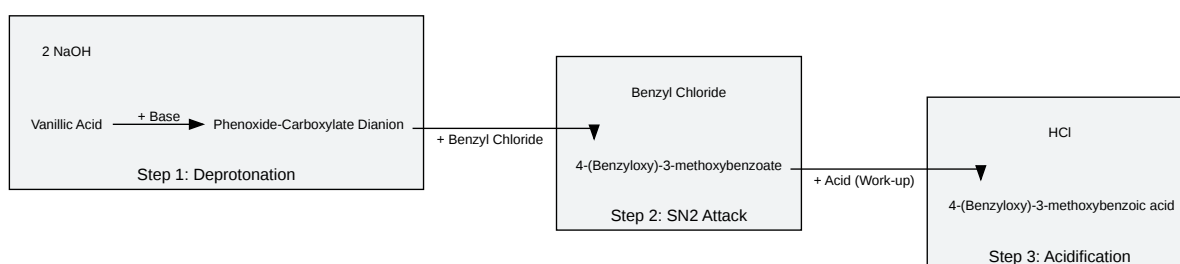 2 NaOH
Vanillic Acid
+ Base
Phenoxide-Carboxylate Dianion
Step 1: Deprotonation
+ Benzyl Chloride
Benzyl Chloride
4-(Benzyloxy)-3-methoxybenzoate
Step 2: SN2 Attack
+ Acid (Work-up)
HCl
4-(Benzyloxy)-3-methoxybenzoic acid
Step 3: Acidification